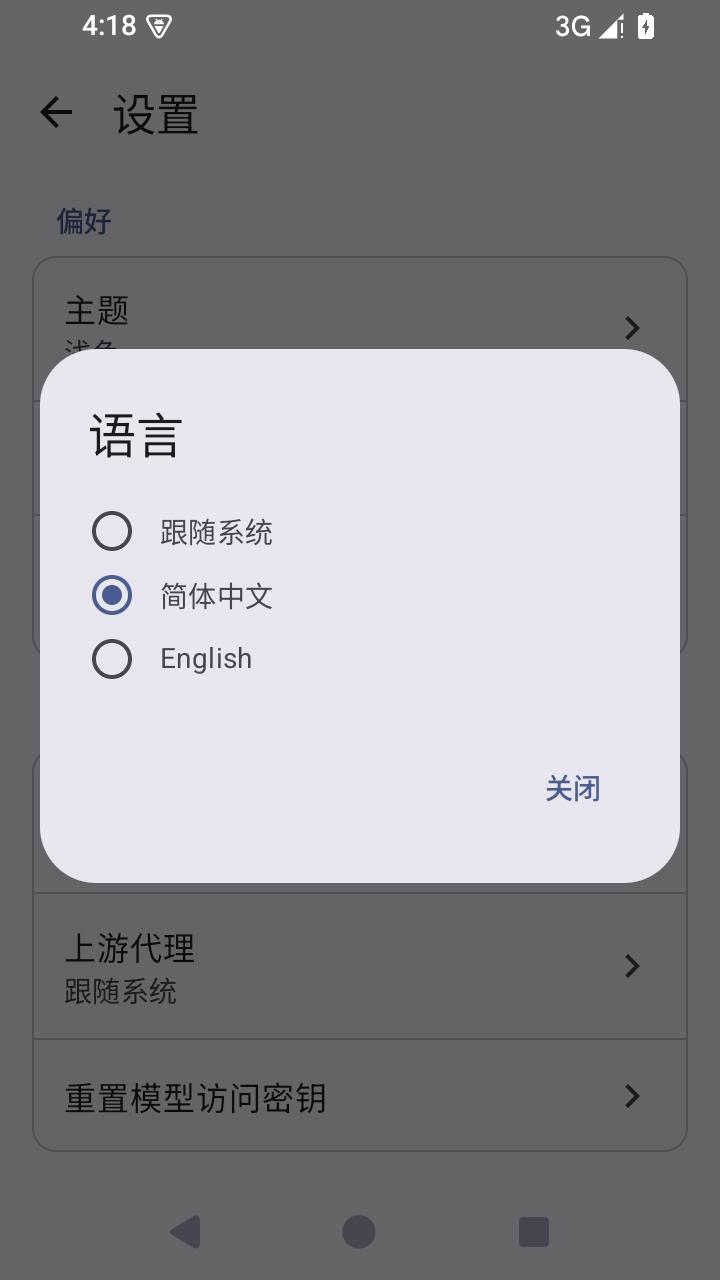 4:18
3G
设置
偏好
主题
浅色
语言
跟随系统
简体中文
English
关闭
上游代理
跟随系统
重置模型访问密钥